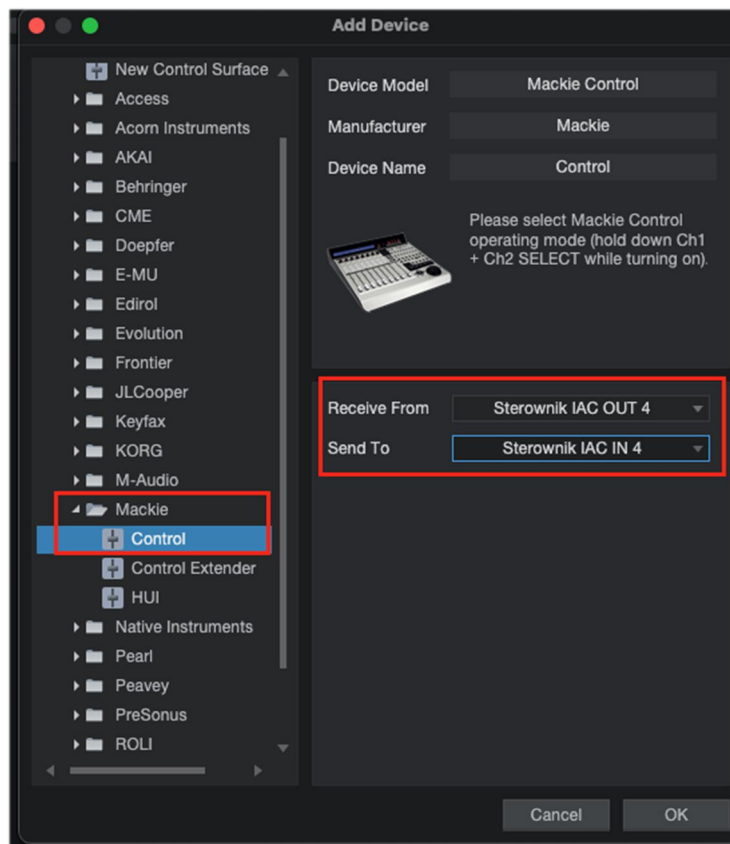 Add Device
New Control Surface
Access
Acorn Instruments
AKAI
Behringer
CME
Doepfer
E-MU
Edirol
Evolution
Frontier
JLCooper
Keyfax
KORG
M-Audio
Mackie
Control
Control Extender
HUI
Native Instruments
Pearl
Peavey
PreSonus
ROLI
Device Model Mackie Control
Manufacturer Mackie
Device Name Control
Please select Mackie Control
operating mode (hold down Ch1
+ Ch2 SELECT while turning on).
Receive From Sterownik IAC OUT 4
Send To Sterownik IAC IN 4
Cancel OK